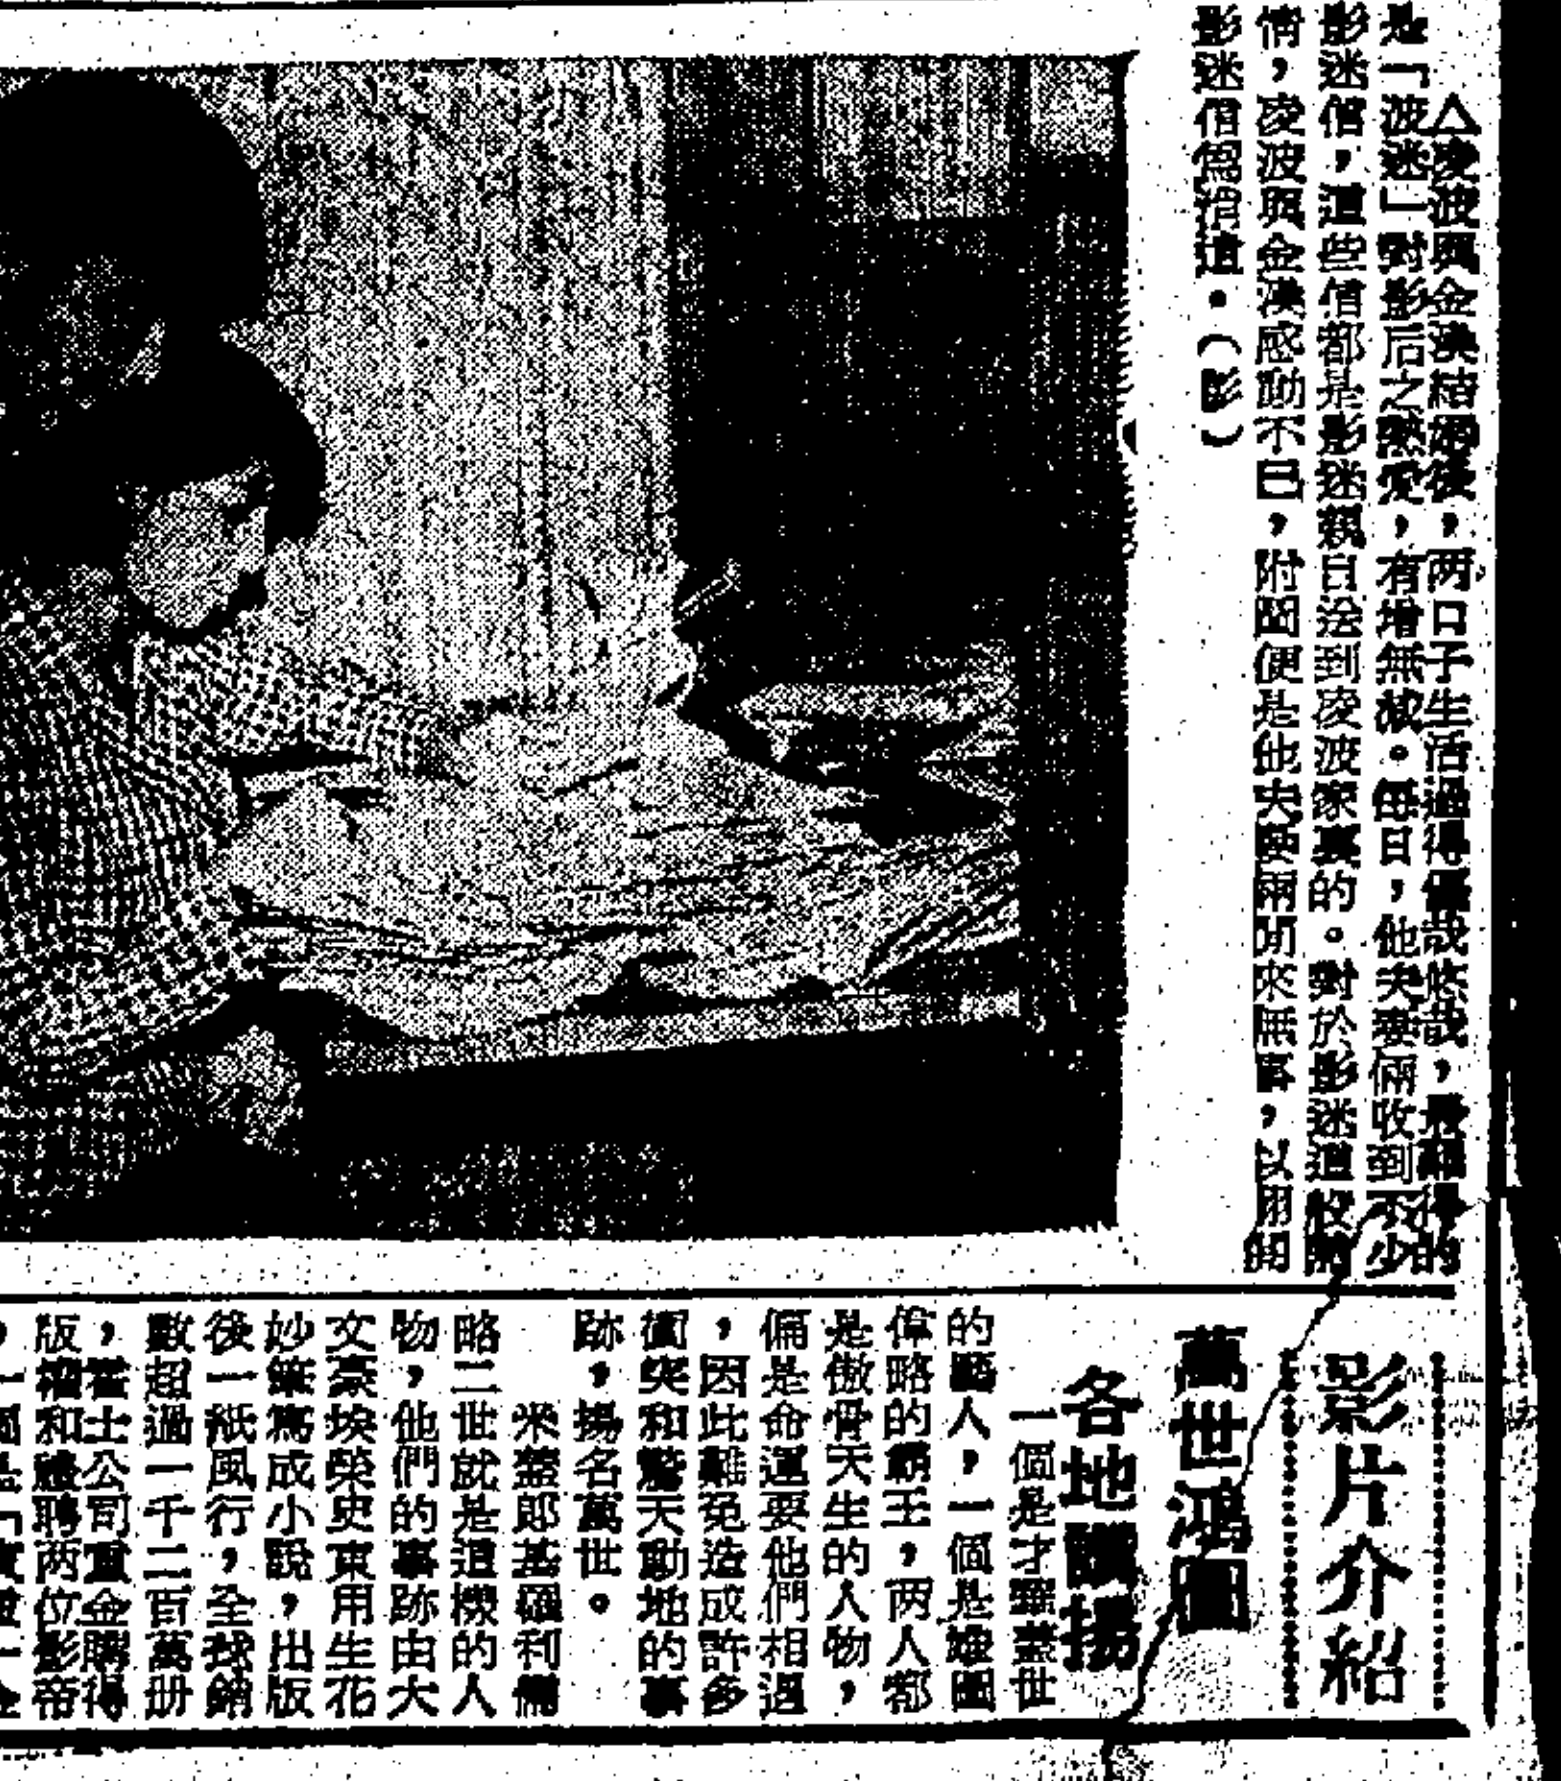 △凌波與金漢結婚後，两口子生活過得優哉悠哉，最難得的
是「波迷」對影后之熱愛，有增無減。每日，他夫妻倆收到不少
影迷信，這些信都是影迷親自送到凌波家裏的。對於影迷這
情，凌波與金漢感動不已，附圖便是他夫妻兩閒來無事，以
影迷信爲消遣。（影）
影片介紹
萬世鴻圖
各地讚揚
一個是才華蓋世
的藝人，一個是雄圖
偉略的霸王，两人都
是傲骨天生的人物，
偏是命運要他們相遇
，因此難免造成許多
衝突和驚天動地的事
跡，揚名萬世。
米蓋郎基羅利儒
略二世就是這機的人
物，他們的事跡由大
文豪埃榮史東用生花
妙筆寫成小說，出版
後一紙風行，全球銷
數超過一千二百萬册
，霍士公司重金購得
版權和禮聘两位影帝